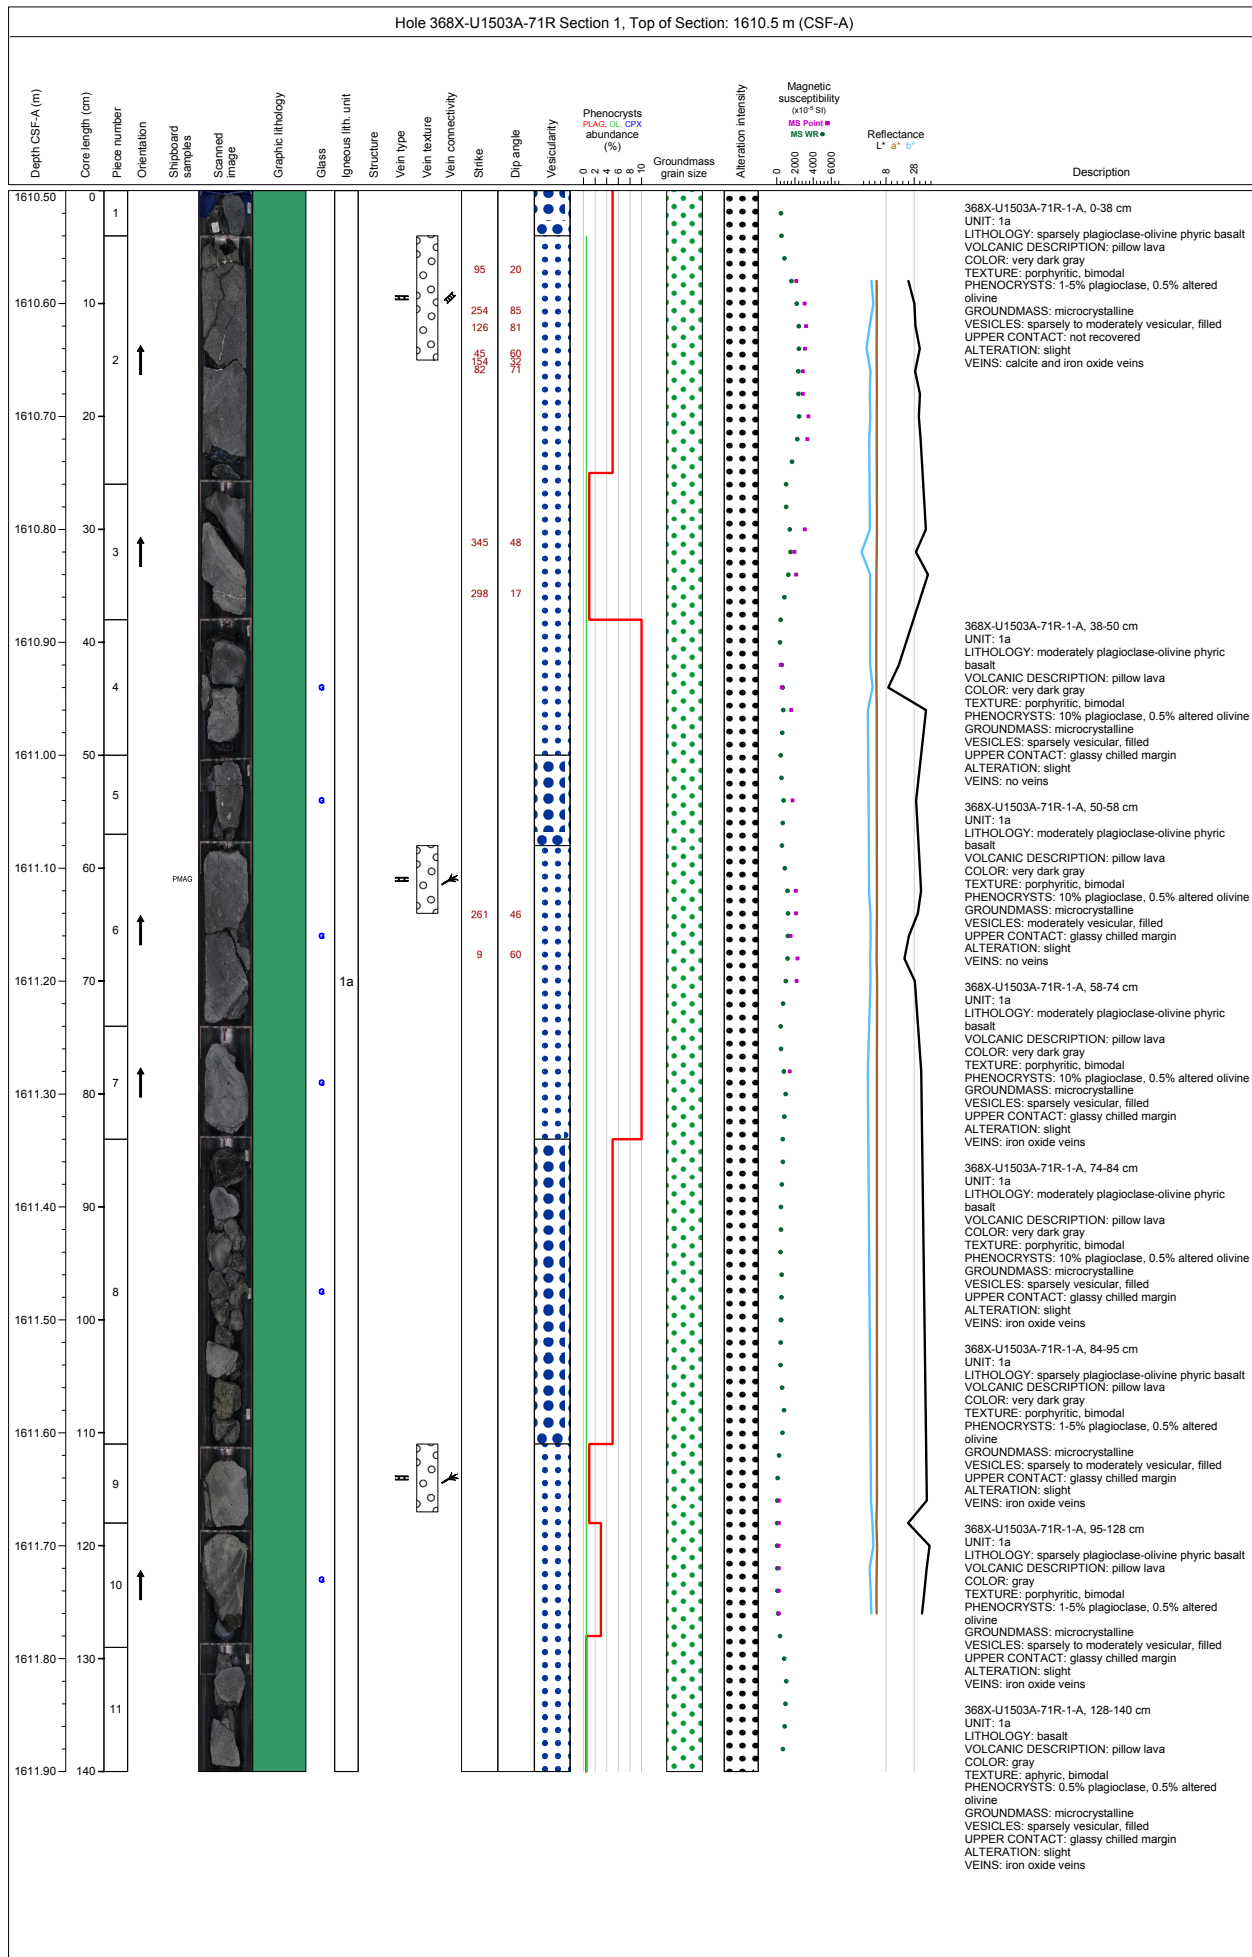 Hole 368X-U1503A-71R Section 1, Top of Section: 1610.5 m (CSF-A)
Depth CSF-A (m)
Core length (cm)
Piece number
Orientation
Shipboard
samples
Scanned
image
Graphic lithology
Glass
Igneous lith. unit
Structure
Vein type
Vein texture
Vein connectivity
Strike
Dip angle
Vesicularity
Phenocrysts
PLAG, OL, CPX
abundance
(%)
0 2 4 6 8 10
Groundmass
grain size
Alteration intensity
Magnetic
susceptibility
(x10-5 SI)
MS Point
MS WR
0 2000 4000 6000
Reflectance
L* a* b*
8 28
Description
1610.50
1610.60
1610.70
1610.80
1610.90
1611.00
1611.10
1611.20
1611.30
1611.40
1611.50
1611.60
1611.70
1611.80
1611.90
0
10
20
30
40
50
60
70
80
90
100
110
120
130
140
1
2
3
4
5
6
7
8
9
10
11
PMAG
G
G
G
G
G
G
1a
95 20
254 85
126 81
45 60
154 32
82 71
345 48
298 17
261 46
9 60
368X-U1503A-71R-1-A, 0-38 cm
UNIT: 1a
LITHOLOGY: sparsely plagioclase-olivine phyric basalt
VOLCANIC DESCRIPTION: pillow lava
COLOR: very dark gray
TEXTURE: porphyritic, bimodal
PHENOCRYSTS: 1-5% plagioclase, 0.5% altered
olivine
GROUNDMASS: microcrystalline
VESICLES: sparsely to moderately vesicular, filled
UPPER CONTACT: not recovered
ALTERATION: slight
VEINS: calcite and iron oxide veins
368X-U1503A-71R-1-A, 38-50 cm
UNIT: 1a
LITHOLOGY: moderately plagioclase-olivine phyric
basalt
VOLCANIC DESCRIPTION: pillow lava
COLOR: very dark gray
TEXTURE: porphyritic, bimodal
PHENOCRYSTS: 10% plagioclase, 0.5% altered olivine
GROUNDMASS: microcrystalline
VESICLES: sparsely vesicular, filled
UPPER CONTACT: glassy chilled margin
ALTERATION: slight
VEINS: no veins
368X-U1503A-71R-1-A, 50-58 cm
UNIT: 1a
LITHOLOGY: moderately plagioclase-olivine phyric
basalt
VOLCANIC DESCRIPTION: pillow lava
COLOR: very dark gray
TEXTURE: porphyritic, bimodal
PHENOCRYSTS: 10% plagioclase, 0.5% altered olivine
GROUNDMASS: microcrystalline
VESICLES: moderately vesicular, filled
UPPER CONTACT: glassy chilled margin
ALTERATION: slight
VEINS: no veins
368X-U1503A-71R-1-A, 58-74 cm
UNIT: 1a
LITHOLOGY: moderately plagioclase-olivine phyric
basalt
VOLCANIC DESCRIPTION: pillow lava
COLOR: very dark gray
TEXTURE: porphyritic, bimodal
PHENOCRYSTS: 10% plagioclase, 0.5% altered olivine
GROUNDMASS: microcrystalline
VESICLES: sparsely vesicular, filled
UPPER CONTACT: glassy chilled margin
ALTERATION: slight
VEINS: iron oxide veins
368X-U1503A-71R-1-A, 74-84 cm
UNIT: 1a
LITHOLOGY: moderately plagioclase-olivine phyric
basalt
VOLCANIC DESCRIPTION: pillow lava
COLOR: very dark gray
TEXTURE: porphyritic, bimodal
PHENOCRYSTS: 10% plagioclase, 0.5% altered olivine
GROUNDMASS: microcrystalline
VESICLES: sparsely vesicular, filled
UPPER CONTACT: glassy chilled margin
ALTERATION: slight
VEINS: iron oxide veins
368X-U1503A-71R-1-A, 84-95 cm
UNIT: 1a
LITHOLOGY: sparsely plagioclase-olivine phyric basalt
VOLCANIC DESCRIPTION: pillow lava
COLOR: very dark gray
TEXTURE: porphyritic, bimodal
PHENOCRYSTS: 1-5% plagioclase, 0.5% altered
olivine
GROUNDMASS: microcrystalline
VESICLES: sparsely to moderately vesicular, filled
UPPER CONTACT: glassy chilled margin
ALTERATION: slight
VEINS: iron oxide veins
368X-U1503A-71R-1-A, 95-128 cm
UNIT: 1a
LITHOLOGY: sparsely plagioclase-olivine phyric basalt
VOLCANIC DESCRIPTION: pillow lava
COLOR: gray
TEXTURE: porphyritic, bimodal
PHENOCRYSTS: 1-5% plagioclase, 0.5% altered
olivine
GROUNDMASS: microcrystalline
VESICLES: sparsely to moderately vesicular, filled
UPPER CONTACT: glassy chilled margin
ALTERATION: slight
VEINS: iron oxide veins
368X-U1503A-71R-1-A, 128-140 cm
UNIT: 1a
LITHOLOGY: basalt
VOLCANIC DESCRIPTION: pillow lava
COLOR: gray
TEXTURE: aphyric, bimodal
PHENOCRYSTS: 0.5% plagioclase, 0.5% altered
olivine
GROUNDMASS: microcrystalline
VESICLES: sparsely vesicular, filled
UPPER CONTACT: glassy chilled margin
ALTERATION: slight
VEINS: iron oxide veins